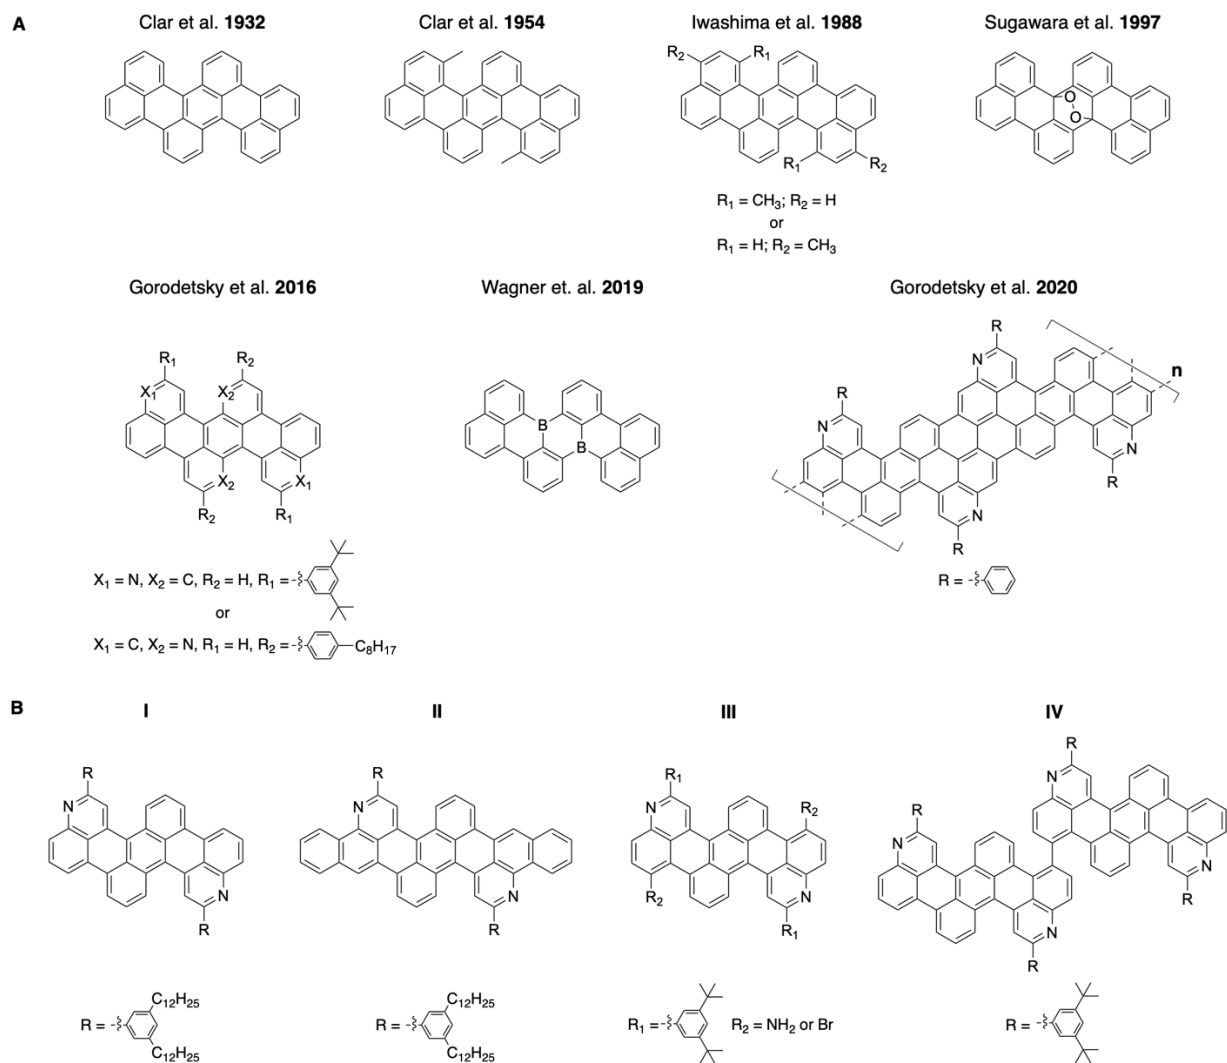 A
Clar et al. 1932
Clar et al. 1954
Iwashima et al. 1988
Sugawara et al. 1997
R2
R1
R1
R2
O
O
R1 = CH3; R2 = H
or
R1 = H; R2 = CH3
Gorodetsky et al. 2016
Wagner et. al. 2019
Gorodetsky et al. 2020
R1
R2
X1
X2
X2
X1
R2
R1
B
B
R
N
n
R
N
N
R
N
R
X1 = N, X2 = C, R2 = H, R1 =
or
X1 = C, X2 = N, R1 = H, R2 =
C8H17
R =
B
I
II
III
IV
R
N
N
R
R
N
N
R
R1
N
R2
R2
N
R1
R
N
R
N
N
R
N
R
C12H25
R =
C12H25
C12H25
R =
C12H25
R1 =
R2 = NH2 or Br
R =